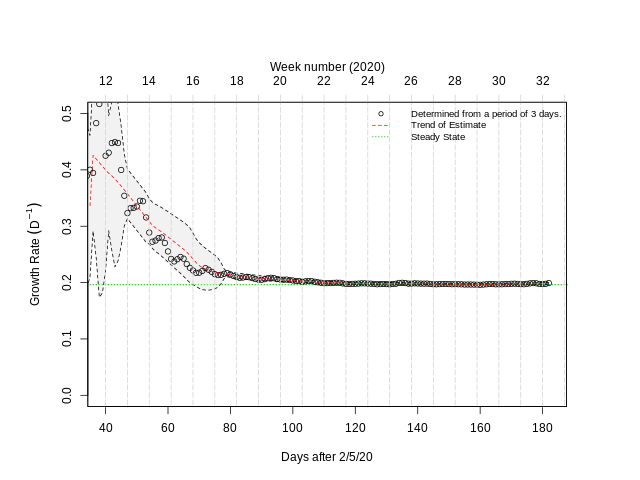 Week number (2020)
12 14 16 18 20 22 24 26 28 30 32
Determined from a period of 3 days.
Trend of Estimate
Steady State
0.5
0.4
0.3
0.2
0.1
0.0
Growth Rate (D⁻¹)
40 60 80 100 120 140 160 180
Days after 2/5/20